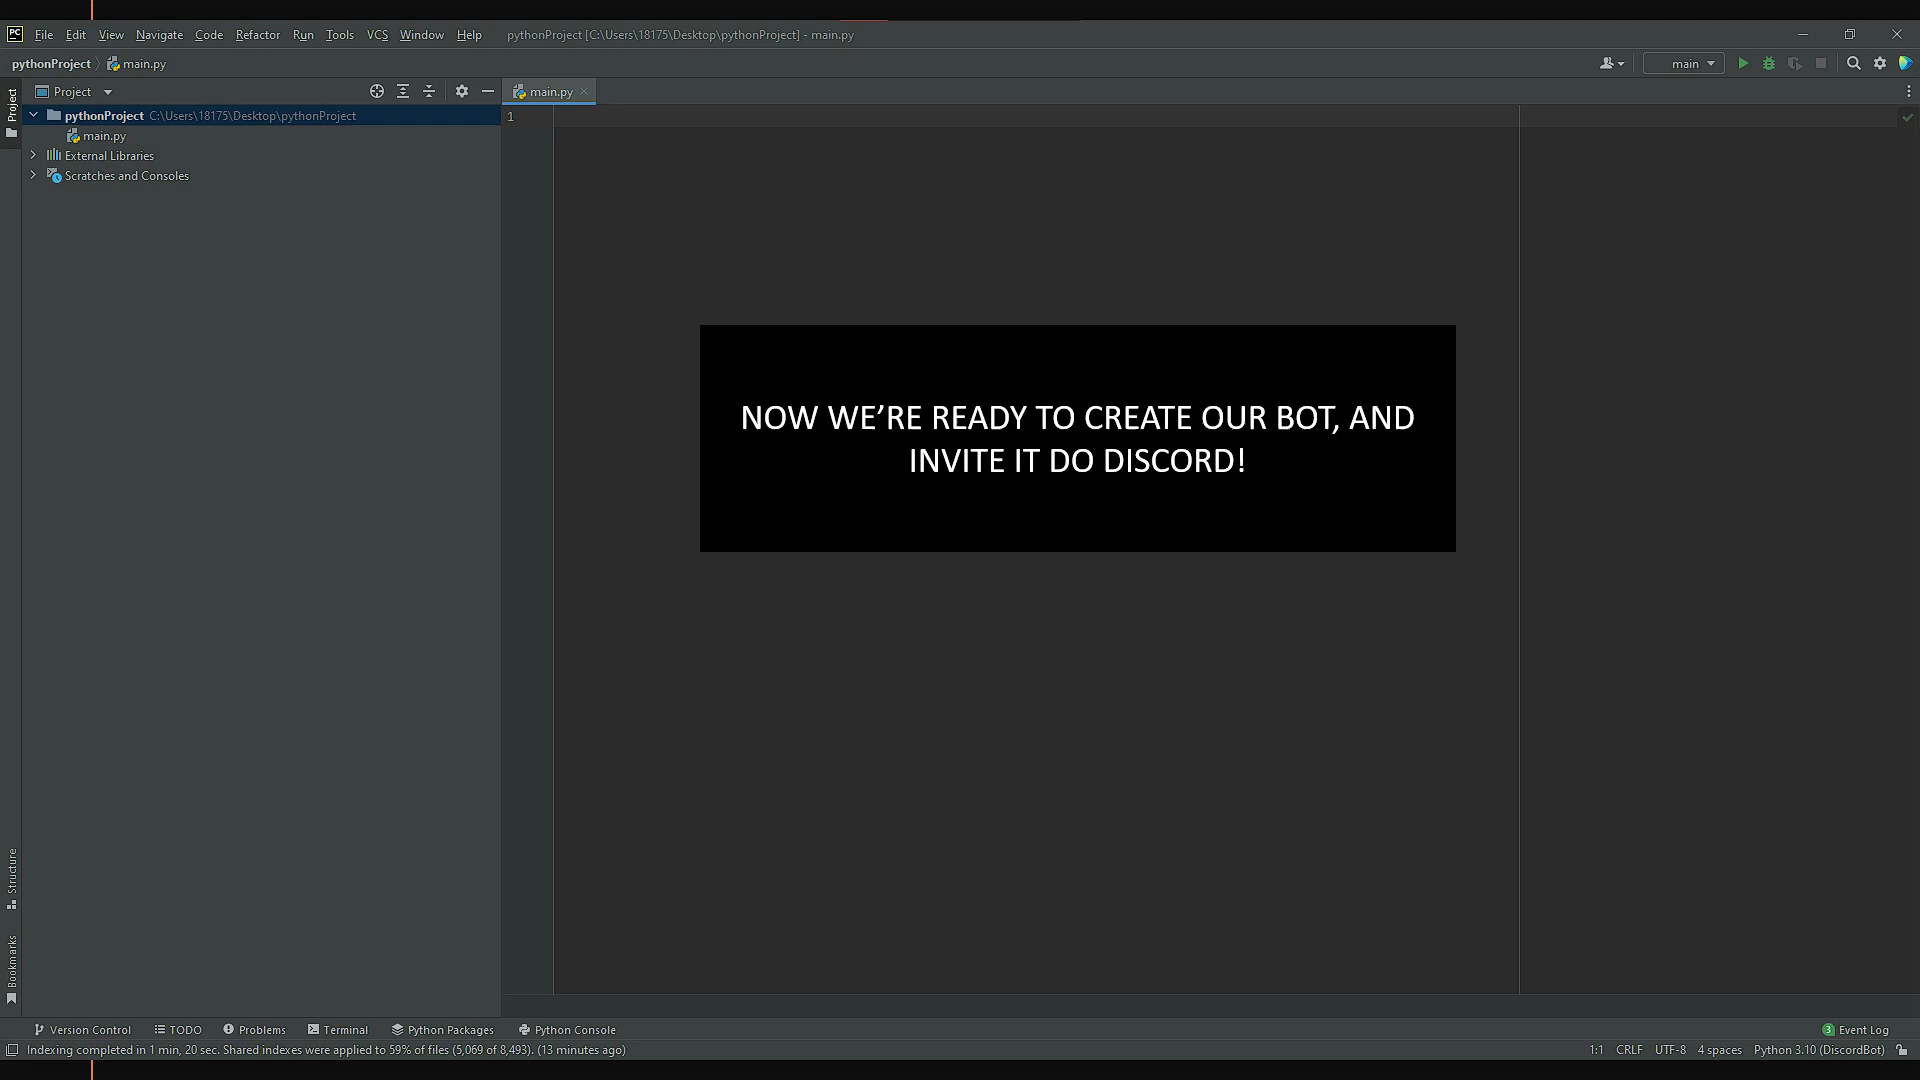 PC File Edit View Navigate Code Refactor Run Tools VCS Window Help pythonProject [C:\Users\18175\Desktop\pythonProject] - main.py
pythonProject main.py main
Project Project main.py
pythonProject C:\Users\18175\Desktop\pythonProject 1
main.py
External Libraries
Scratches and Consoles
NOW WE’RE READY TO CREATE OUR BOT, AND
INVITE IT DO DISCORD!
Structure
Bookmarks
Version Control TODO Problems Terminal Python Packages Python Console 3 Event Log
Indexing completed in 1 min, 20 sec. Shared indexes were applied to 59% of files (5,069 of 8,493). (13 minutes ago) 1:1 CRLF UTF-8 4 spaces Python 3.10 (DiscordBot)